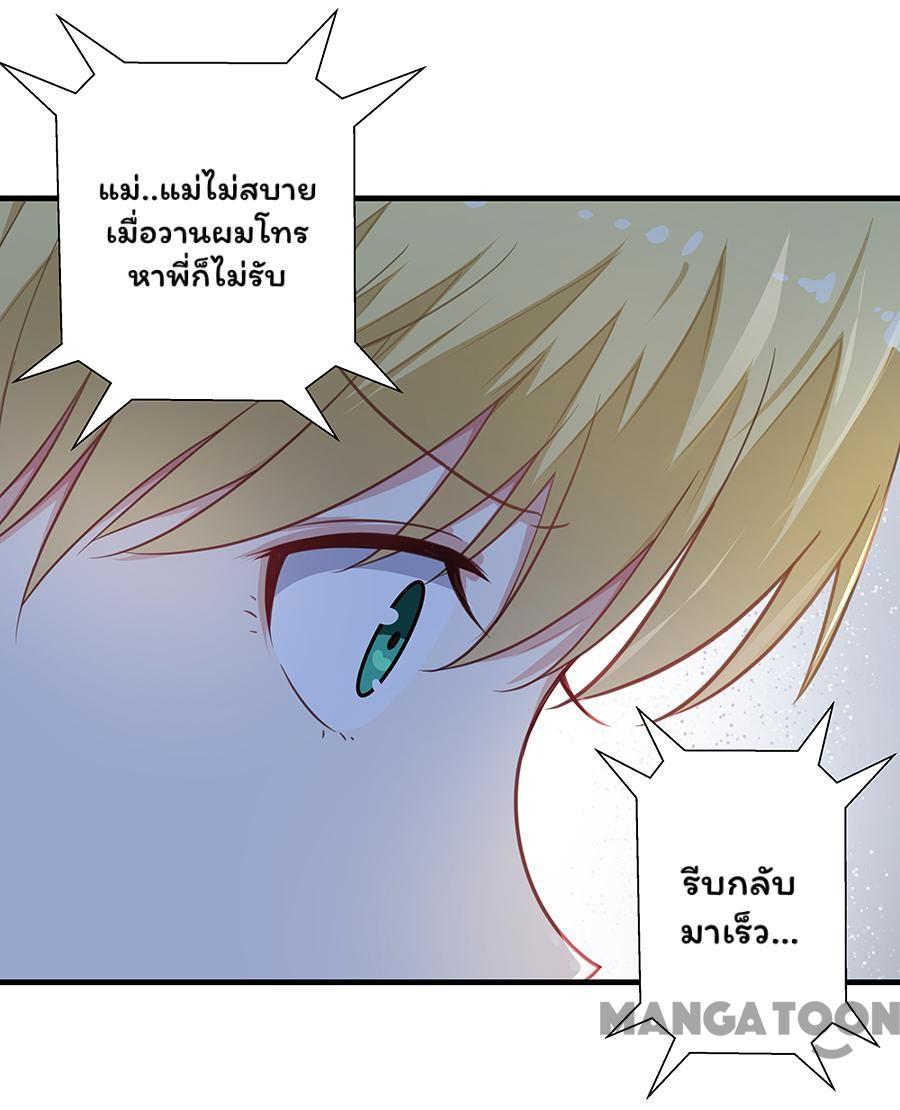 แม่..แม่ไม่สบาย
เมื่อวานผมโทร
หาพี่ก็ไม่รับ
รีบกลับ
มาเร็ว...
MANGATOON